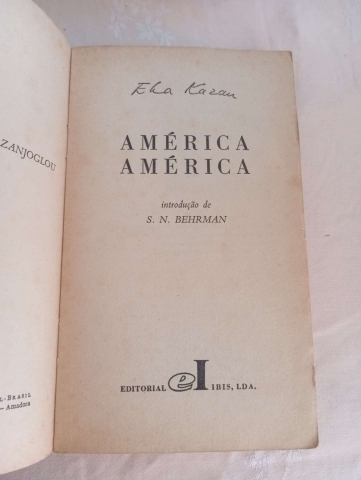 ZANJOGLOU
L-BRASIL
— Amadora
Elia Kazan
AMÉRICA
AMÉRICA
introdução de
S. N. BEHRMAN
EDITORIAL e I IBIS, LDA.